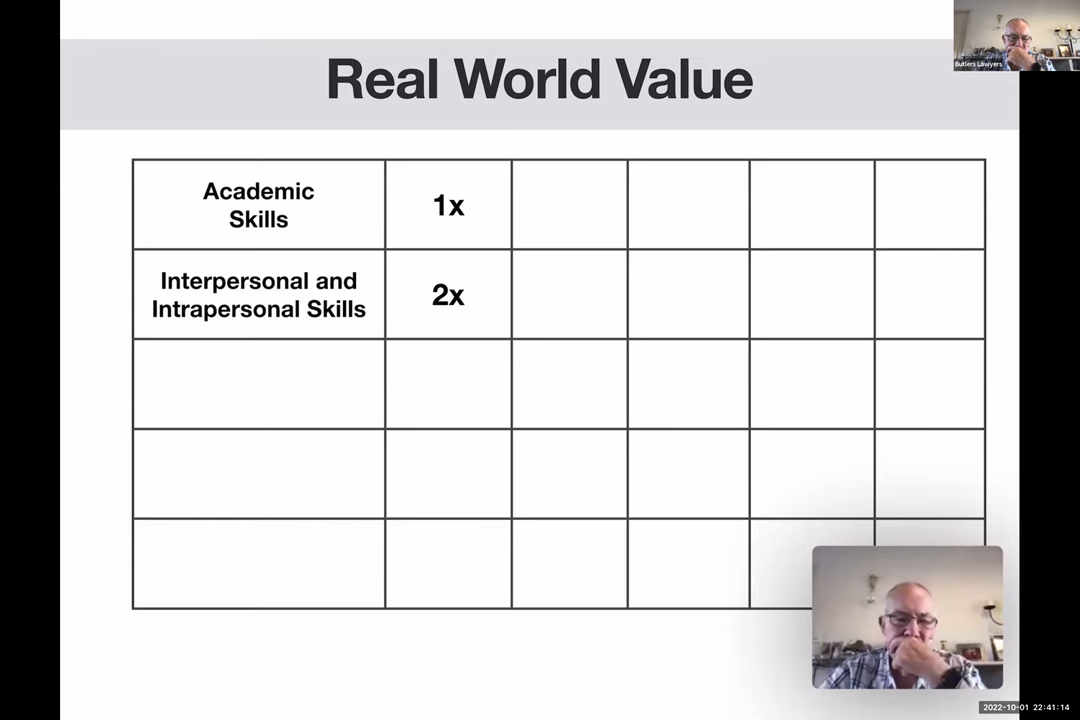 Real World Value
Butlers Lawyers
Academic
Skills
1x
Interpersonal and
Intrapersonal Skills
2x
2022-10-01 22:41:14